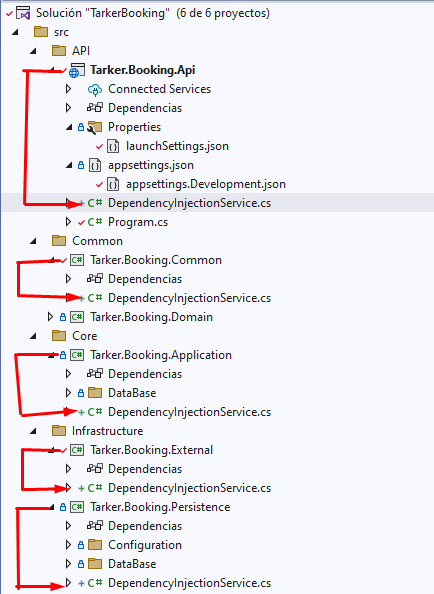 Solución "TarkerBooking" (6 de 6 proyectos)
src
API
Tarker.Booking.Api
Connected Services
Dependencias
Properties
launchSettings.json
appsettings.json
appsettings.Development.json
C# DependencyInjectionService.cs
C# Program.cs
Common
C# Tarker.Booking.Common
Dependencias
C# DependencyInjectionService.cs
C# Tarker.Booking.Domain
Core
C# Tarker.Booking.Application
Dependencias
DataBase
C# DependencyInjectionService.cs
Infrastructure
C# Tarker.Booking.External
Dependencias
C# DependencyInjectionService.cs
C# Tarker.Booking.Persistence
Dependencias
Configuration
DataBase
C# DependencyInjectionService.cs